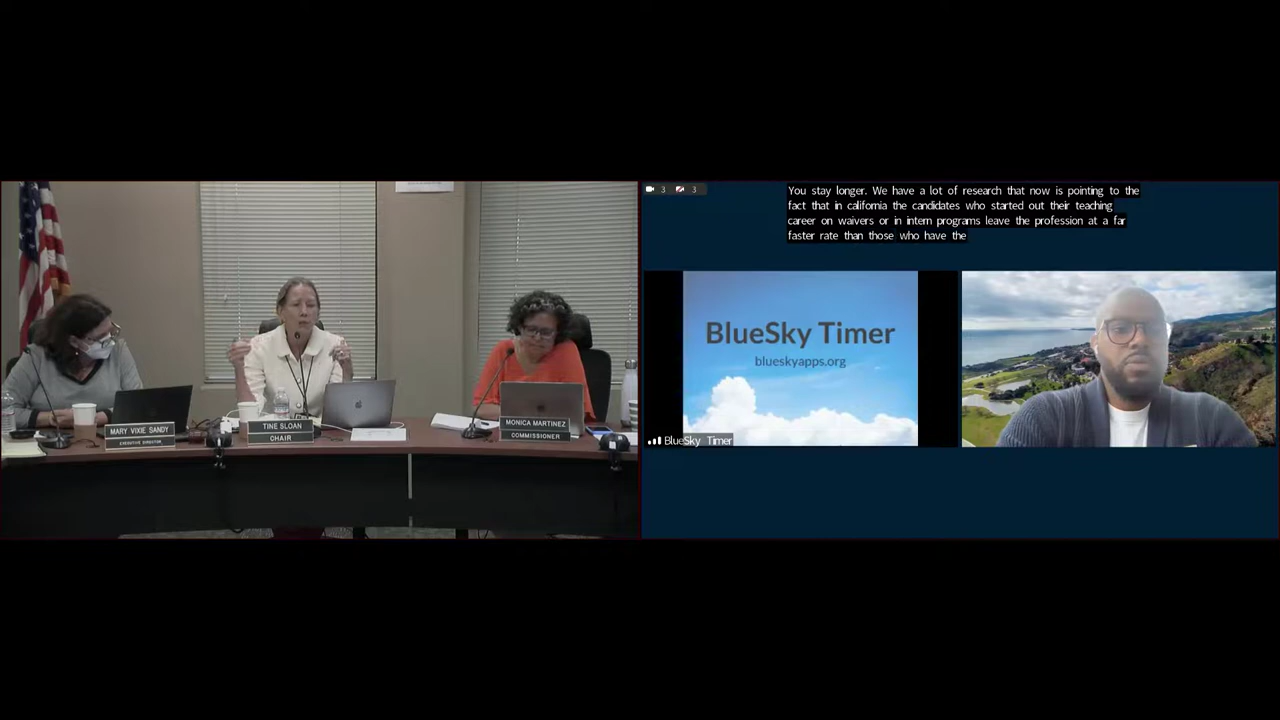 MARY VIXIE SANDY
EXECUTIVE DIRECTOR
TINE SLOAN
CHAIR
MONICA MARTINEZ
COMMISSIONER
3 3
You stay longer. We have a lot of research that now is pointing to the
fact that in california the candidates who started out their teaching
career on waivers or in intern programs leave the profession at a far
faster rate than those who have the
BlueSky Timer
blueskyapps.org
BlueSky Timer